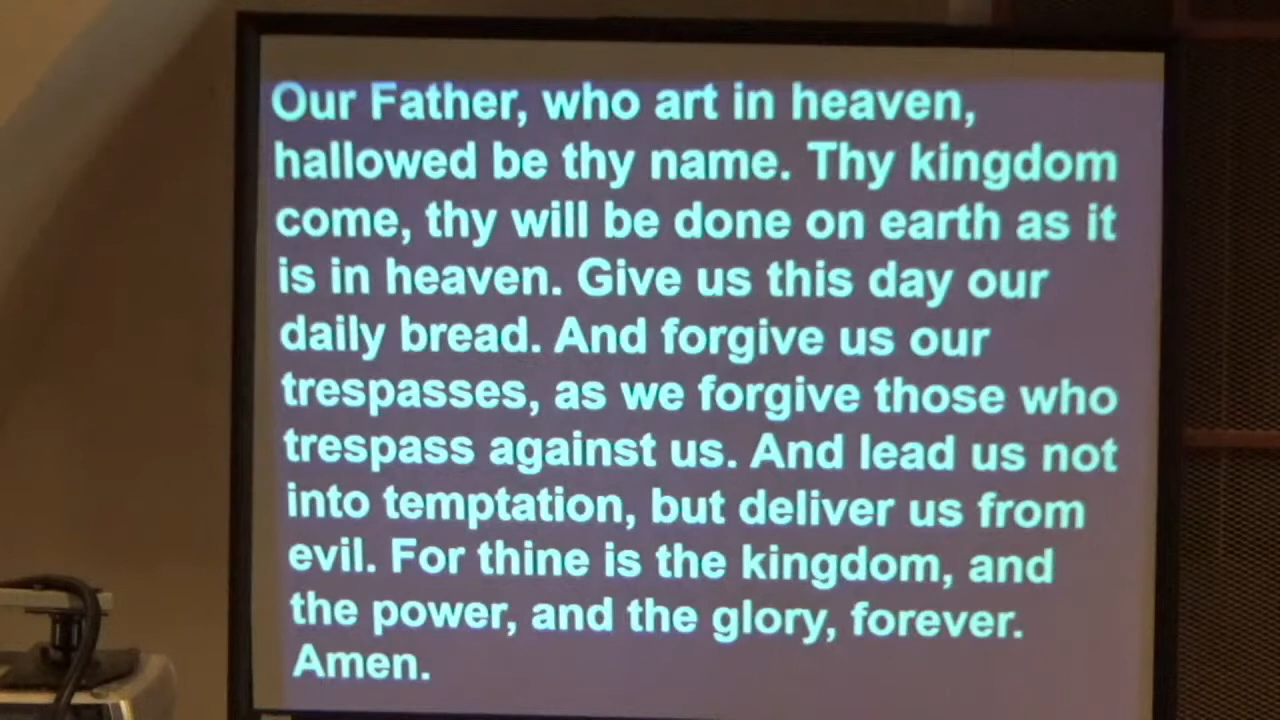 Our Father, who art in heaven,
hallowed be thy name. Thy kingdom
come, thy will be done on earth as it
is in heaven. Give us this day our
daily bread. And forgive us our
trespasses, as we forgive those who
trespass against us. And lead us not
into temptation, but deliver us from
evil. For thine is the kingdom, and
the power, and the glory, forever.
Amen.